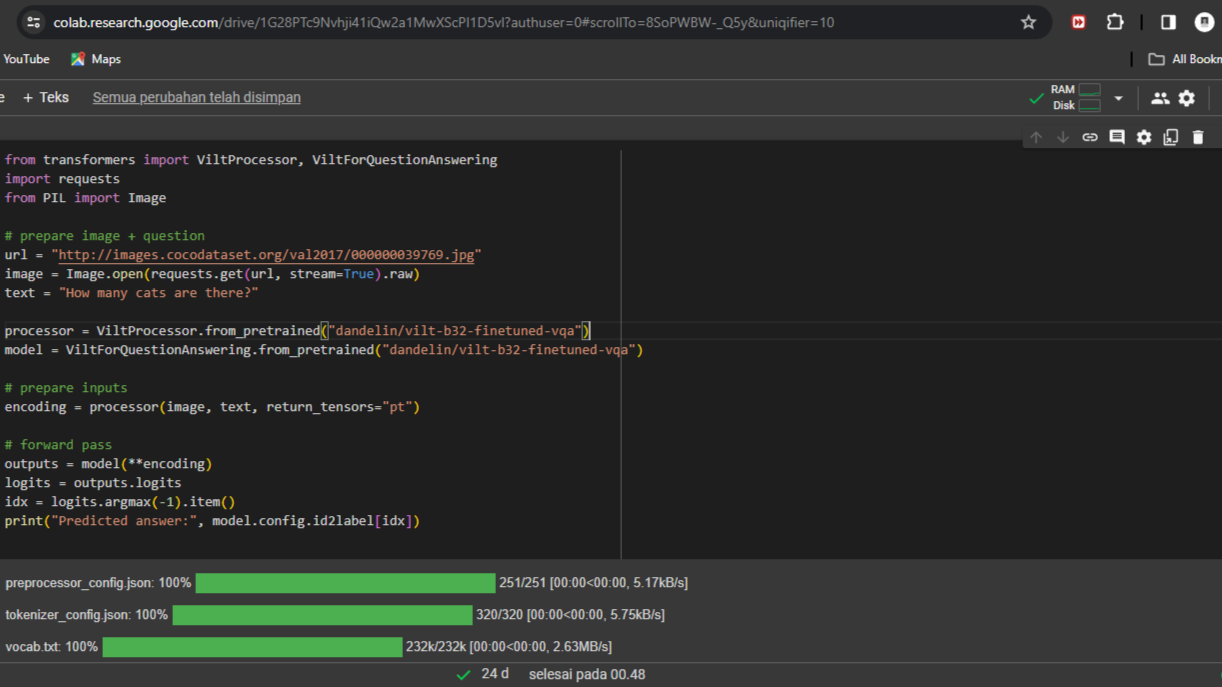 colab.research.google.com/drive/1G28PTc9Nvhji41iQw2a1MwXScPI1D5vI?authuser=0#scrollTo=8SoPWBW-_Q5y&uniqifier=10
YouTube Maps All Bookm
e + Teks Semua perubahan telah disimpan RAM
Disk
from transformers import ViltProcessor, ViltForQuestionAnswering
import requests
from PIL import Image
# prepare image + question
url = "http://images.cocodataset.org/val2017/000000039769.jpg"
image = Image.open(requests.get(url, stream=True).raw)
text = "How many cats are there?"
processor = ViltProcessor.from_pretrained("dandelin/vilt-b32-finetuned-vqa")
model = ViltForQuestionAnswering.from_pretrained("dandelin/vilt-b32-finetuned-vqa")
# prepare inputs
encoding = processor(image, text, return_tensors="pt")
# forward pass
outputs = model(**encoding)
logits = outputs.logits
idx = logits.argmax(-1).item()
print("Predicted answer:", model.config.id2label[idx])
preprocessor_config.json: 100% 251/251 [00:00<00:00, 5.17kB/s]
tokenizer_config.json: 100% 320/320 [00:00<00:00, 5.75kB/s]
vocab.txt: 100% 232k/232k [00:00<00:00, 2.63MB/s]
24 d selesai pada 00.48